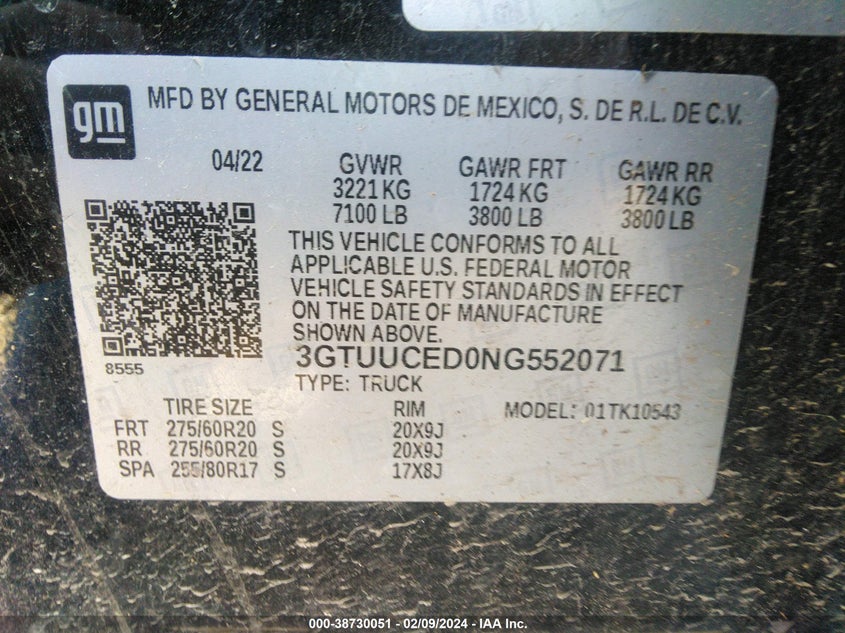 gm
MFD BY GENERAL MOTORS DE MEXICO, S. DE R.L. DE C.V.
04/22 GVWR GAWR FRT GAWR RR
3221 KG 1724 KG 1724 KG
7100 LB 3800 LB 3800 LB
THIS VEHICLE CONFORMS TO ALL
APPLICABLE U.S. FEDERAL MOTOR
VEHICLE SAFETY STANDARDS IN EFFECT
ON THE DATE OF MANUFACTURE
SHOWN ABOVE.
8555
3GTUUCED0NG552071
TYPE: TRUCK
TIRE SIZE RIM MODEL: 01TK10543
FRT 275/60R20 S 20X9J
RR 275/60R20 S 20X9J
SPA 255/80R17 S 17X8J
000-38730051 - 02/09/2024 - IAA Inc.